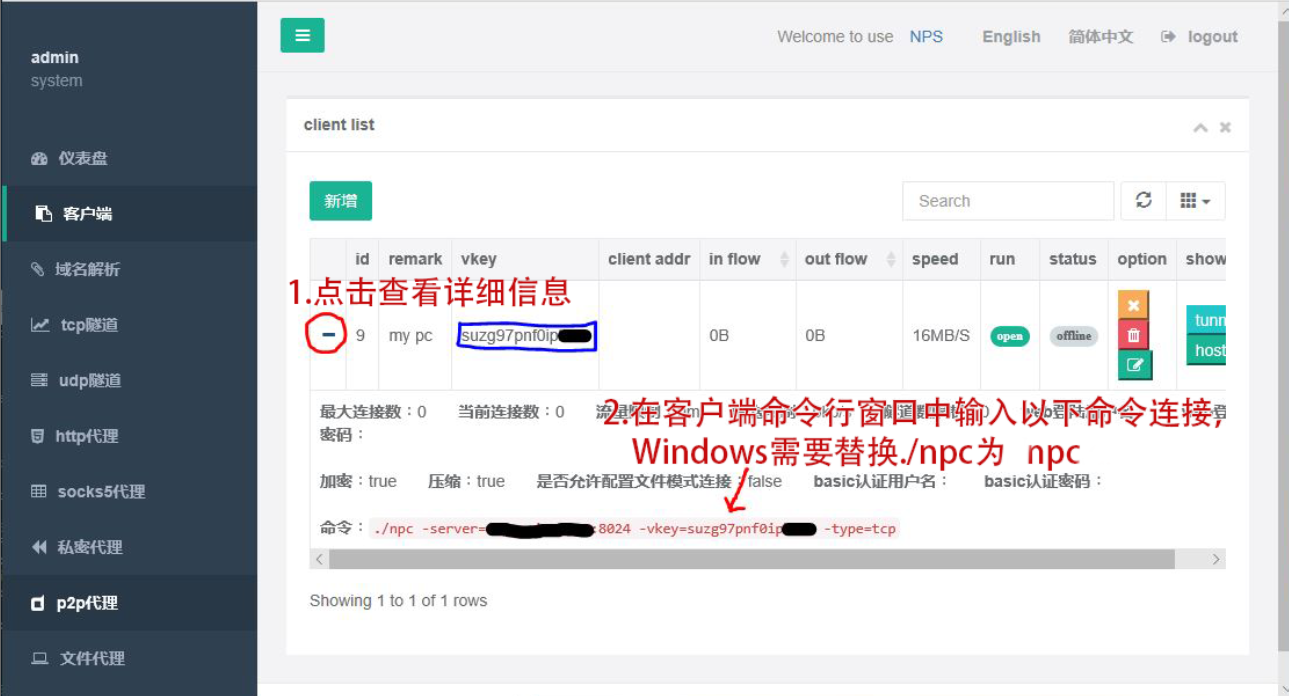 admin
system
Welcome to use NPS English 简体中文 logout
仪表盘
客户端
域名解析
tcp隧道
udp隧道
http代理
socks5代理
私密代理
p2p代理
文件代理
client list
新增
Search
id remark vkey client addr in flow out flow speed run status option show
1.点击查看详细信息
9 my pc suzg97pnf0ip 0B 0B 16MB/S open offline
tunn
host
最大连接数：0 当前连接数：0
密码：
2.在客户端命令行窗口中输入以下命令连接,
Windows需要替换./npc为 npc
加密：true 压缩：true 是否允许配置文件模式连接：false basic认证用户名： basic认证密码：
命令： ./npc -server= :8024 -vkey=suzg97pnf0ip -type=tcp
Showing 1 to 1 of 1 rows